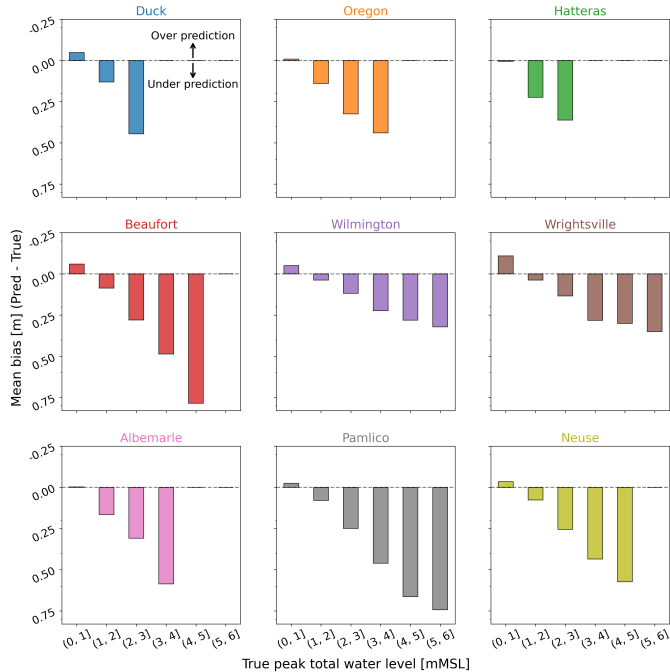 Duck
Oregon
Hatteras
-0.25
0.00
0.25
0.50
0.75
Over prediction
Under prediction
Beaufort
Wilmington
Wrightsville
-0.25
0.00
0.25
0.50
0.75
Mean bias [m] (Pred - True)
Albemarle
Pamlico
Neuse
-0.25
0.00
0.25
0.50
0.75
(0, 1] (1, 2] (2, 3] (3, 4] (4, 5] (5, 6]
(0, 1] (1, 2] (2, 3] (3, 4] (4, 5] (5, 6]
(0, 1] (1, 2] (2, 3] (3, 4] (4, 5] (5, 6]
True peak total water level [mMSL]